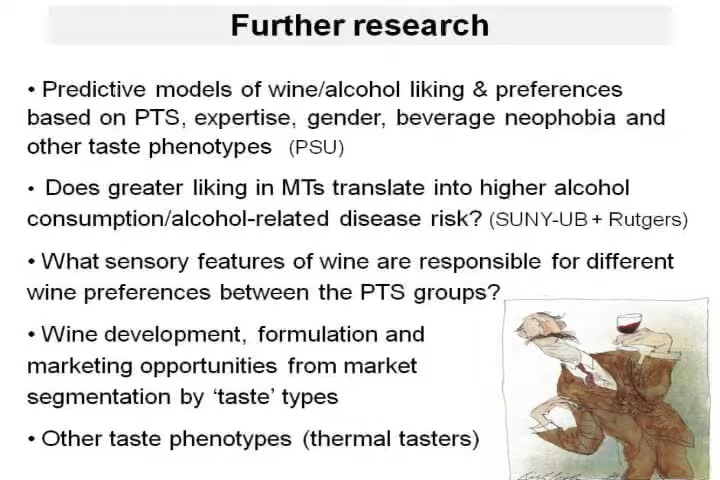 Further research
• Predictive models of wine/alcohol liking & preferences
based on PTS, expertise, gender, beverage neophobia and
other taste phenotypes (PSU)
• Does greater liking in MTs translate into higher alcohol
consumption/alcohol-related disease risk? (SUNY-UB + Rutgers)
• What sensory features of wine are responsible for different
wine preferences between the PTS groups?
• Wine development, formulation and
marketing opportunities from market
segmentation by ‘taste’ types
• Other taste phenotypes (thermal tasters)